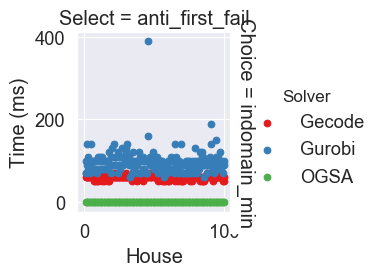 Select = anti_first_fail
Choice = indomain_min
Time (ms)
400
200
0
0
House
Solver
Gecode
Gurobi
OGSA